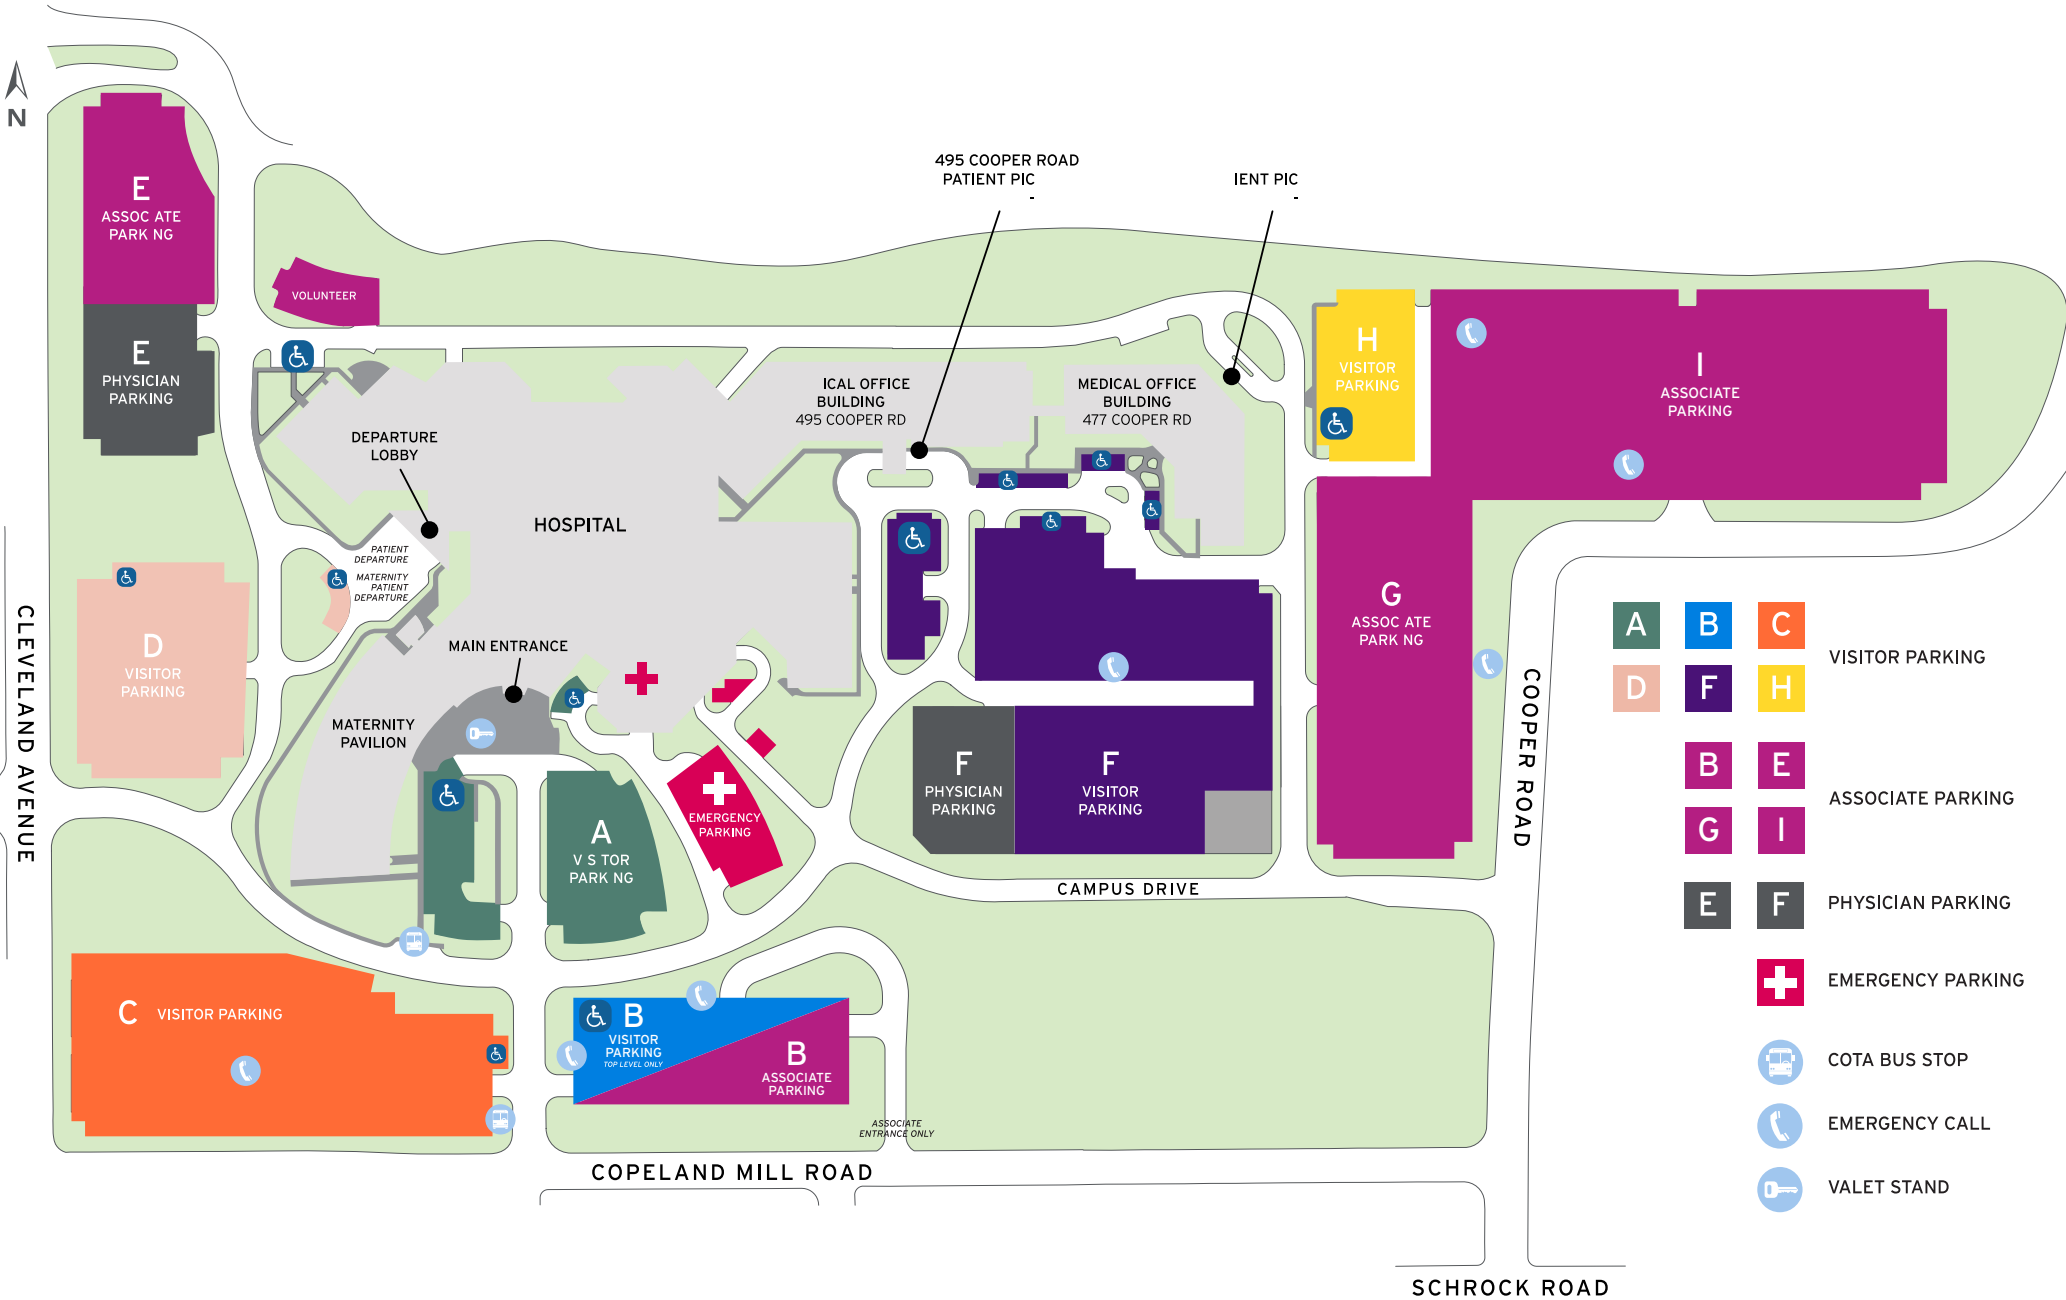 N
495 COOPER ROAD
PATIENT PIC
IENT PIC
E
ASSOC ATE
PARK NG
VOLUNTEER
E
PHYSICIAN
PARKING
H
VISITOR
PARKING
I
ASSOCIATE
PARKING
ICAL OFFICE
BUILDING
495 COOPER RD
MEDICAL OFFICE
BUILDING
477 COOPER RD
DEPARTURE
LOBBY
HOSPITAL
PATIENT
DEPARTURE
MATERNITY
PATIENT
DEPARTURE
G
ASSOC ATE
PARK NG
D
VISITOR
PARKING
MAIN ENTRANCE
MATERNITY
PAVILION
CLEVELAND AVENUE
COOPER ROAD
F
PHYSICIAN
PARKING
F
VISITOR
PARKING
EMERGENCY
PARKING
A
V S TOR
PARK NG
CAMPUS DRIVE
C VISITOR PARKING
B
VISITOR
PARKING
TOP LEVEL ONLY
B
ASSOCIATE
PARKING
ASSOCIATE
ENTRANCE ONLY
COPELAND MILL ROAD
SCHROCK ROAD
A B C
D F H
VISITOR PARKING
B E
G I
ASSOCIATE PARKING
E F
PHYSICIAN PARKING
EMERGENCY PARKING
COTA BUS STOP
EMERGENCY CALL
VALET STAND